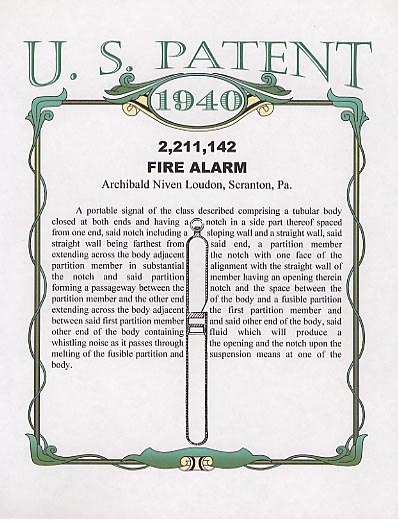 U. S. PATENT
1940
2,211,142
FIRE ALARM
Archibald Niven Loudon, Scranton, Pa.
A portable signal of the class described comprising a tubular body
closed at both ends and having a notch in a side part thereof spaced
from one end, said notch including a sloping wall and a straight wall, said
straight wall being farthest from said end, a partition member
extending across the body adjacent the notch with one face of the
partition member in substantial alignment with the straight wall of
the notch and said partition member having an opening therein
forming a passageway between the notch and the space between the
partition member and the other end of the body and a fusible partition
extending across the body adjacent the first partition member and
between said first partition member and said other end of the body, said
other end of the body containing fluid which will produce a
whistling noise as it passes through the opening and the notch upon the
melting of the fusible partition and suspension means at one of the
body.